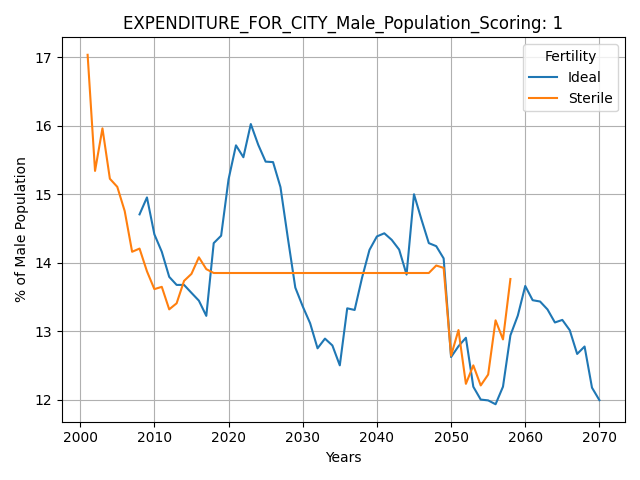 EXPENDITURE_FOR_CITY_Male_Population_Scoring: 1
Fertility
Ideal
Sterile
17
16
15
14
13
12
% of Male Population
2000 2010 2020 2030 2040 2050 2060 2070
Years